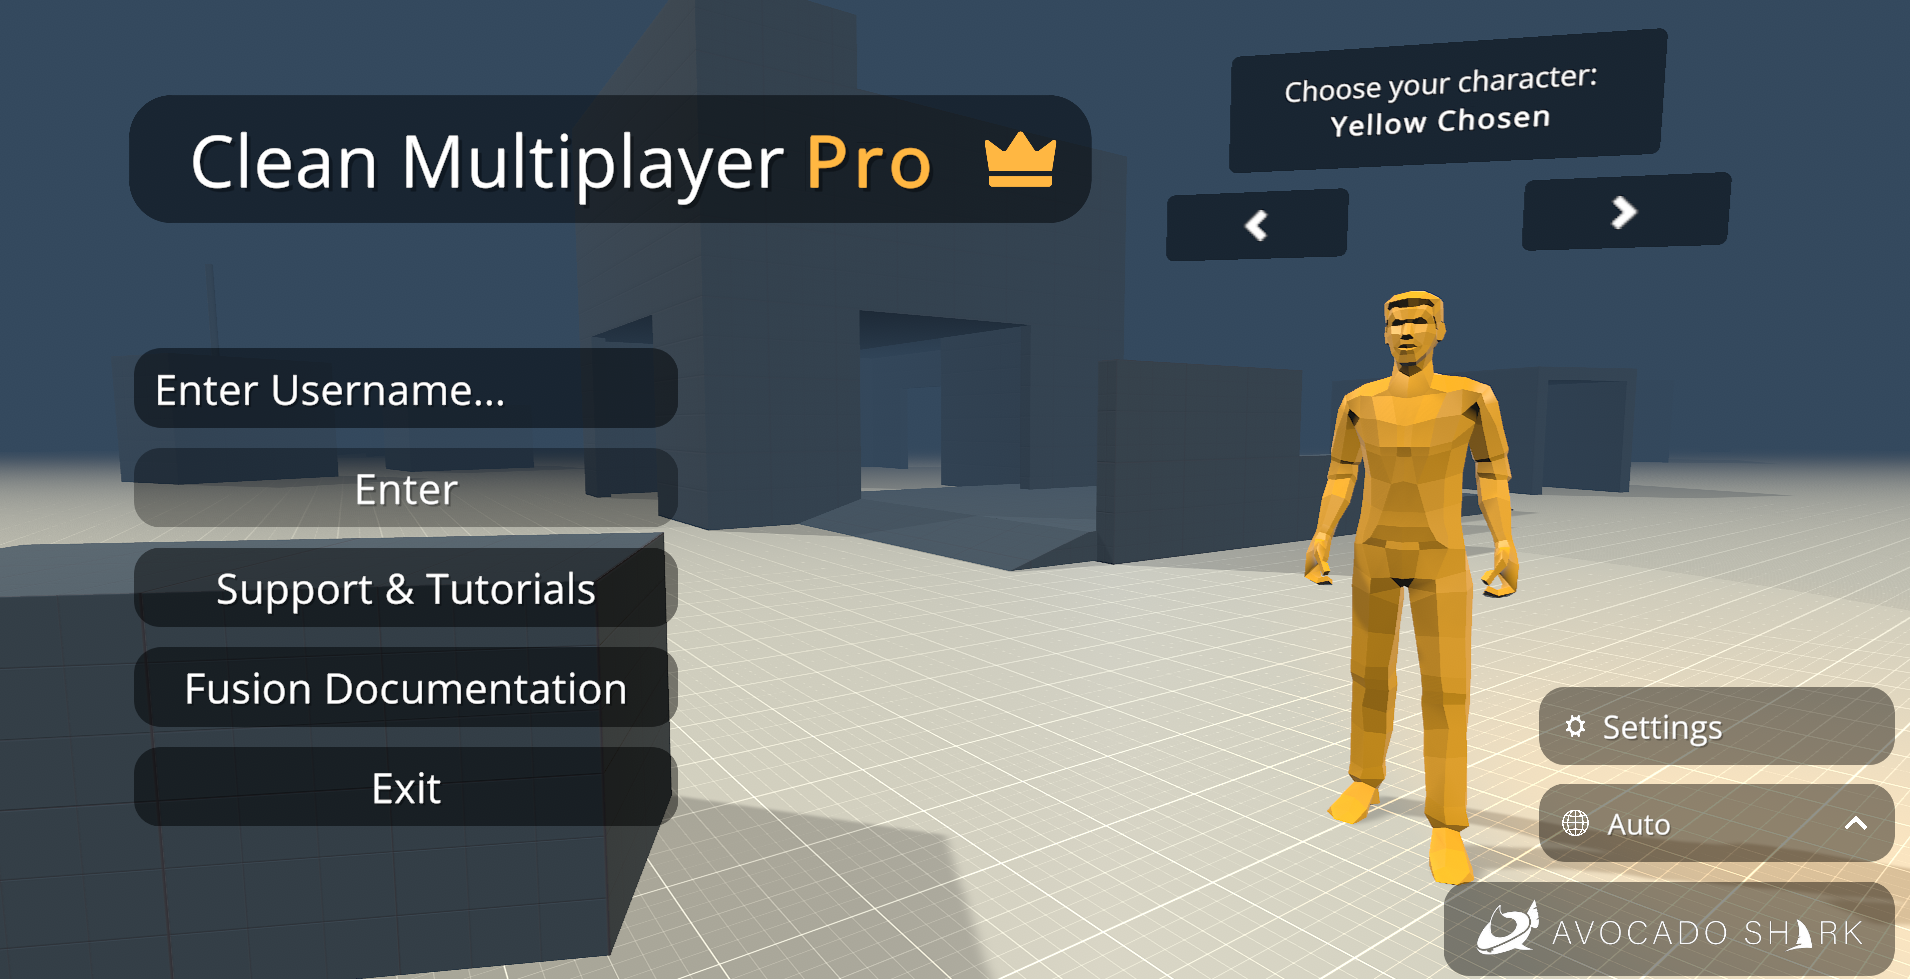 Clean Multiplayer Pro
Choose your character:
Yellow Chosen
Enter Username...
Enter
Support & Tutorials
Fusion Documentation
Exit
Settings
Auto
AVOCADO SHARK